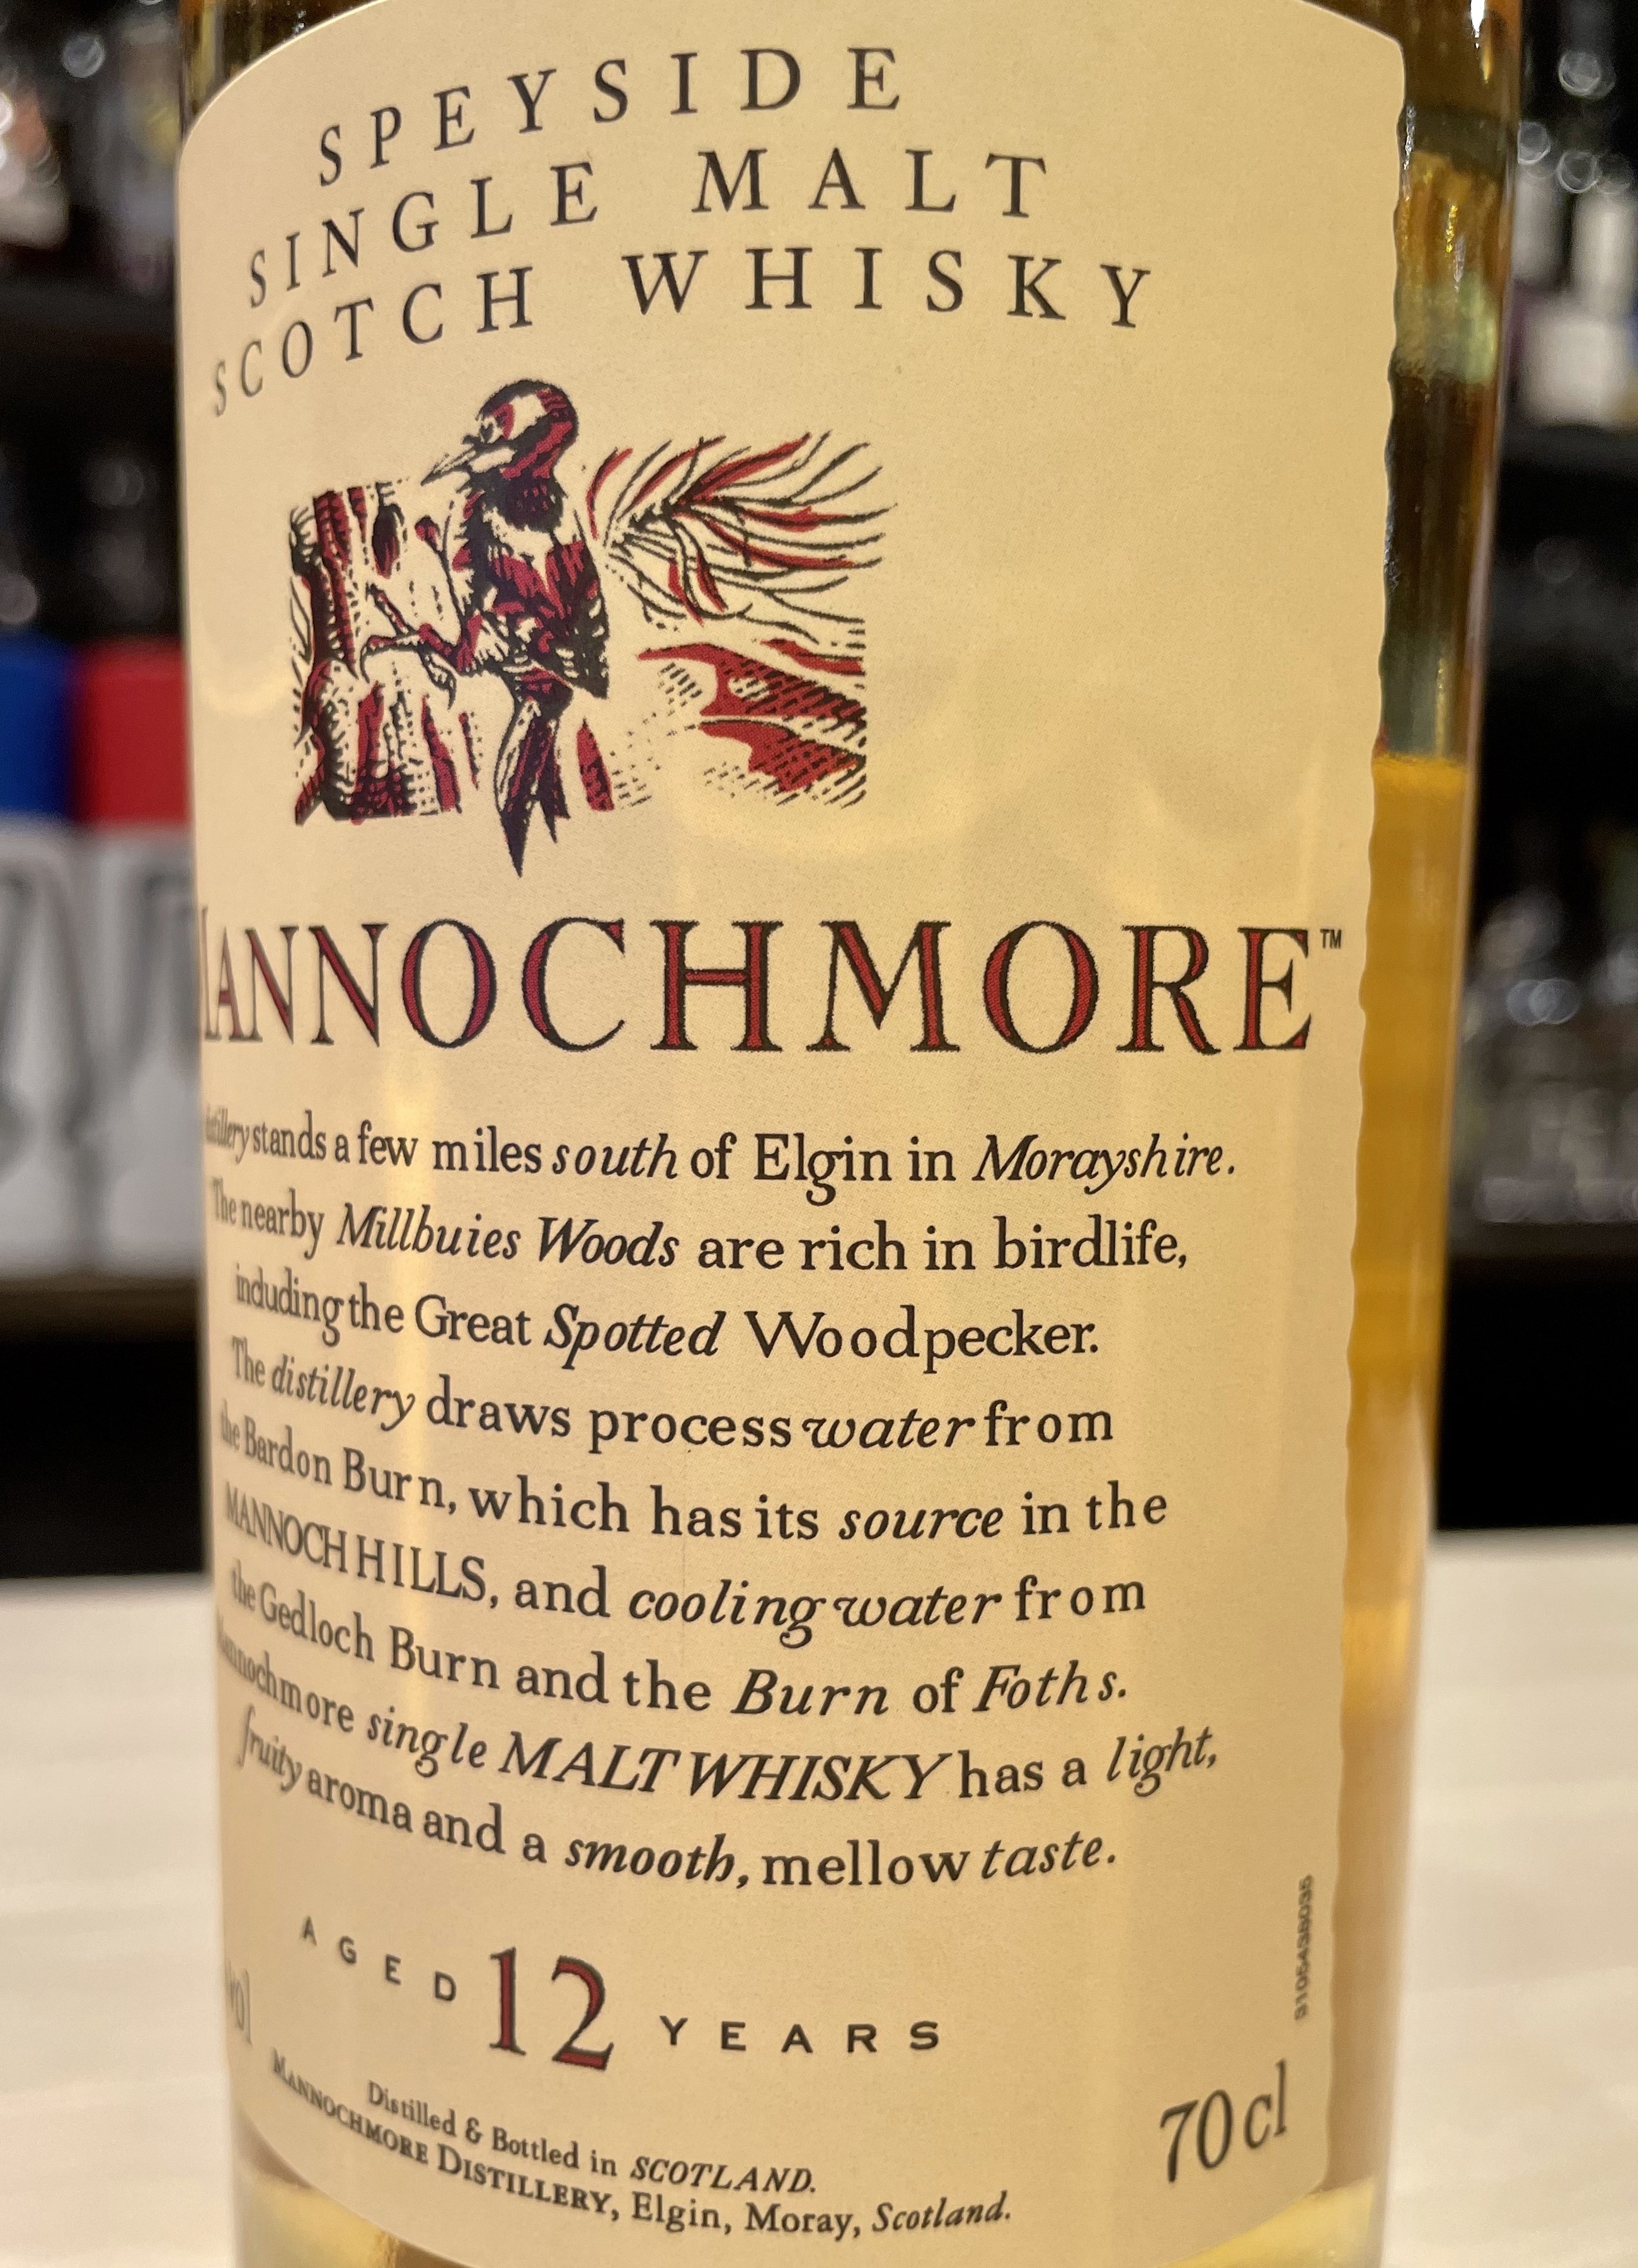 SPEYSIDE
SINGLE MALT
SCOTCH WHISKY
MANNOCHMORE™
distillery stands a few miles south of Elgin in Morayshire.
The nearby Millbuies Woods are rich in birdlife,
including the Great Spotted Woodpecker.
The distillery draws process water from
the Bardon Burn, which has its source in the
MANNOCH HILLS, and cooling water from
the Gedloch Burn and the Burn of Foths.
Mannochmore single MALT WHISKY has a light,
fruity aroma and a smooth, mellow taste.
AGED 12 YEARS
vol
70cl
Distilled & Bottled in SCOTLAND.
MANNOCHMORE DISTILLERY, Elgin, Moray, Scotland.